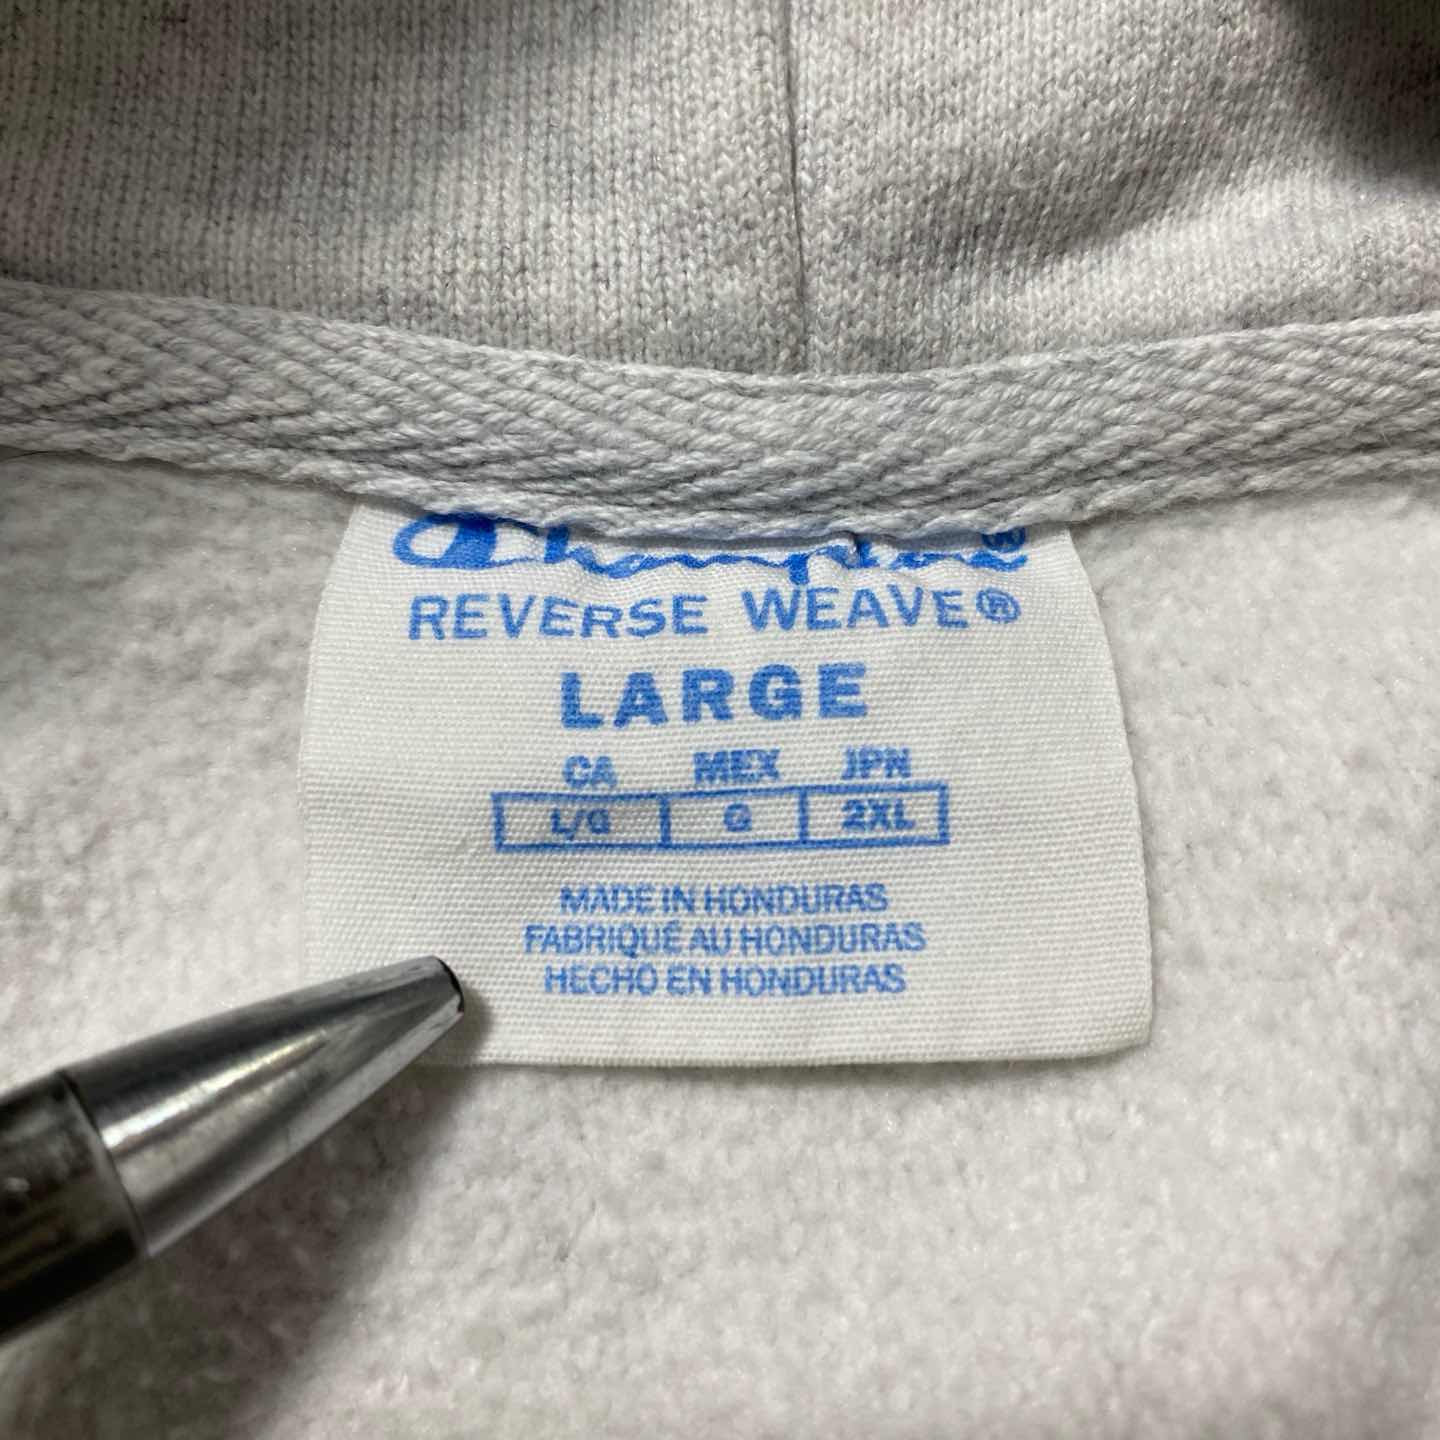 Champion®
REVERSE WEAVE®
LARGE
CA MEX JPN
L/G G 2XL
MADE IN HONDURAS
FABRIQUÉ AU HONDURAS
HECHO EN HONDURAS